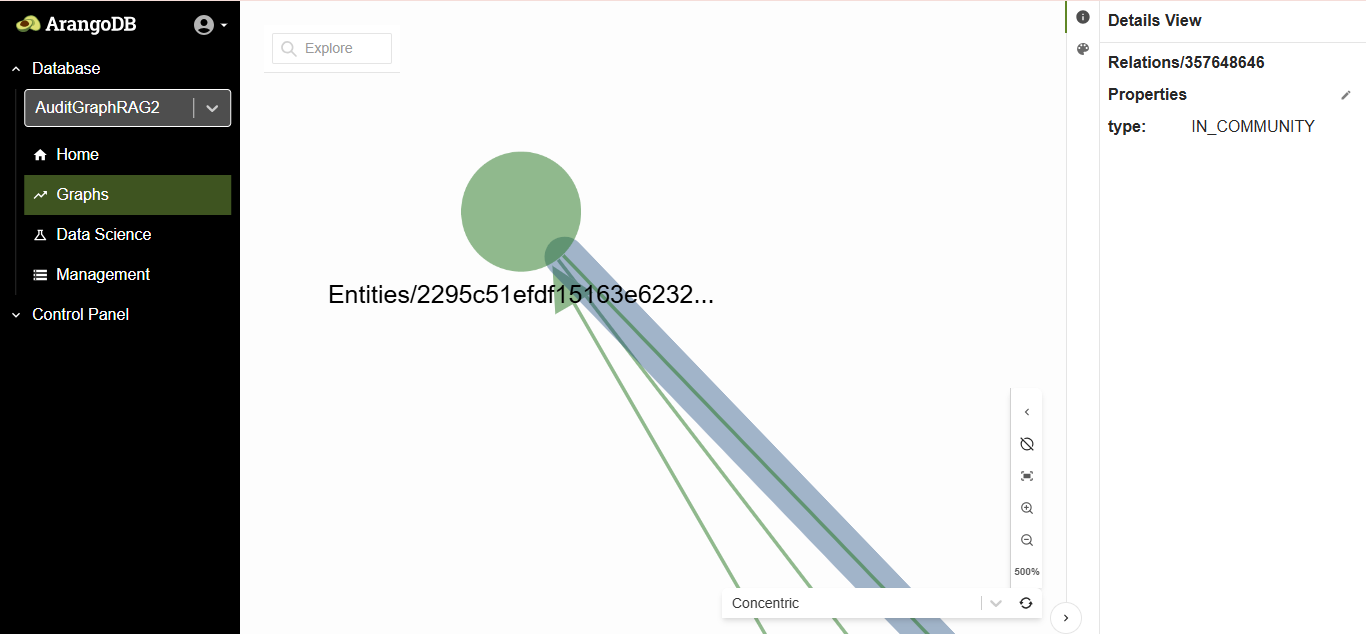 ArangoDB
Database
AuditGraphRAG2
Home
Graphs
Data Science
Management
Control Panel
Explore
Entities/2295c51efdf15163e6232...
500%
Concentric
Details View
Relations/357648646
Properties
type: IN_COMMUNITY